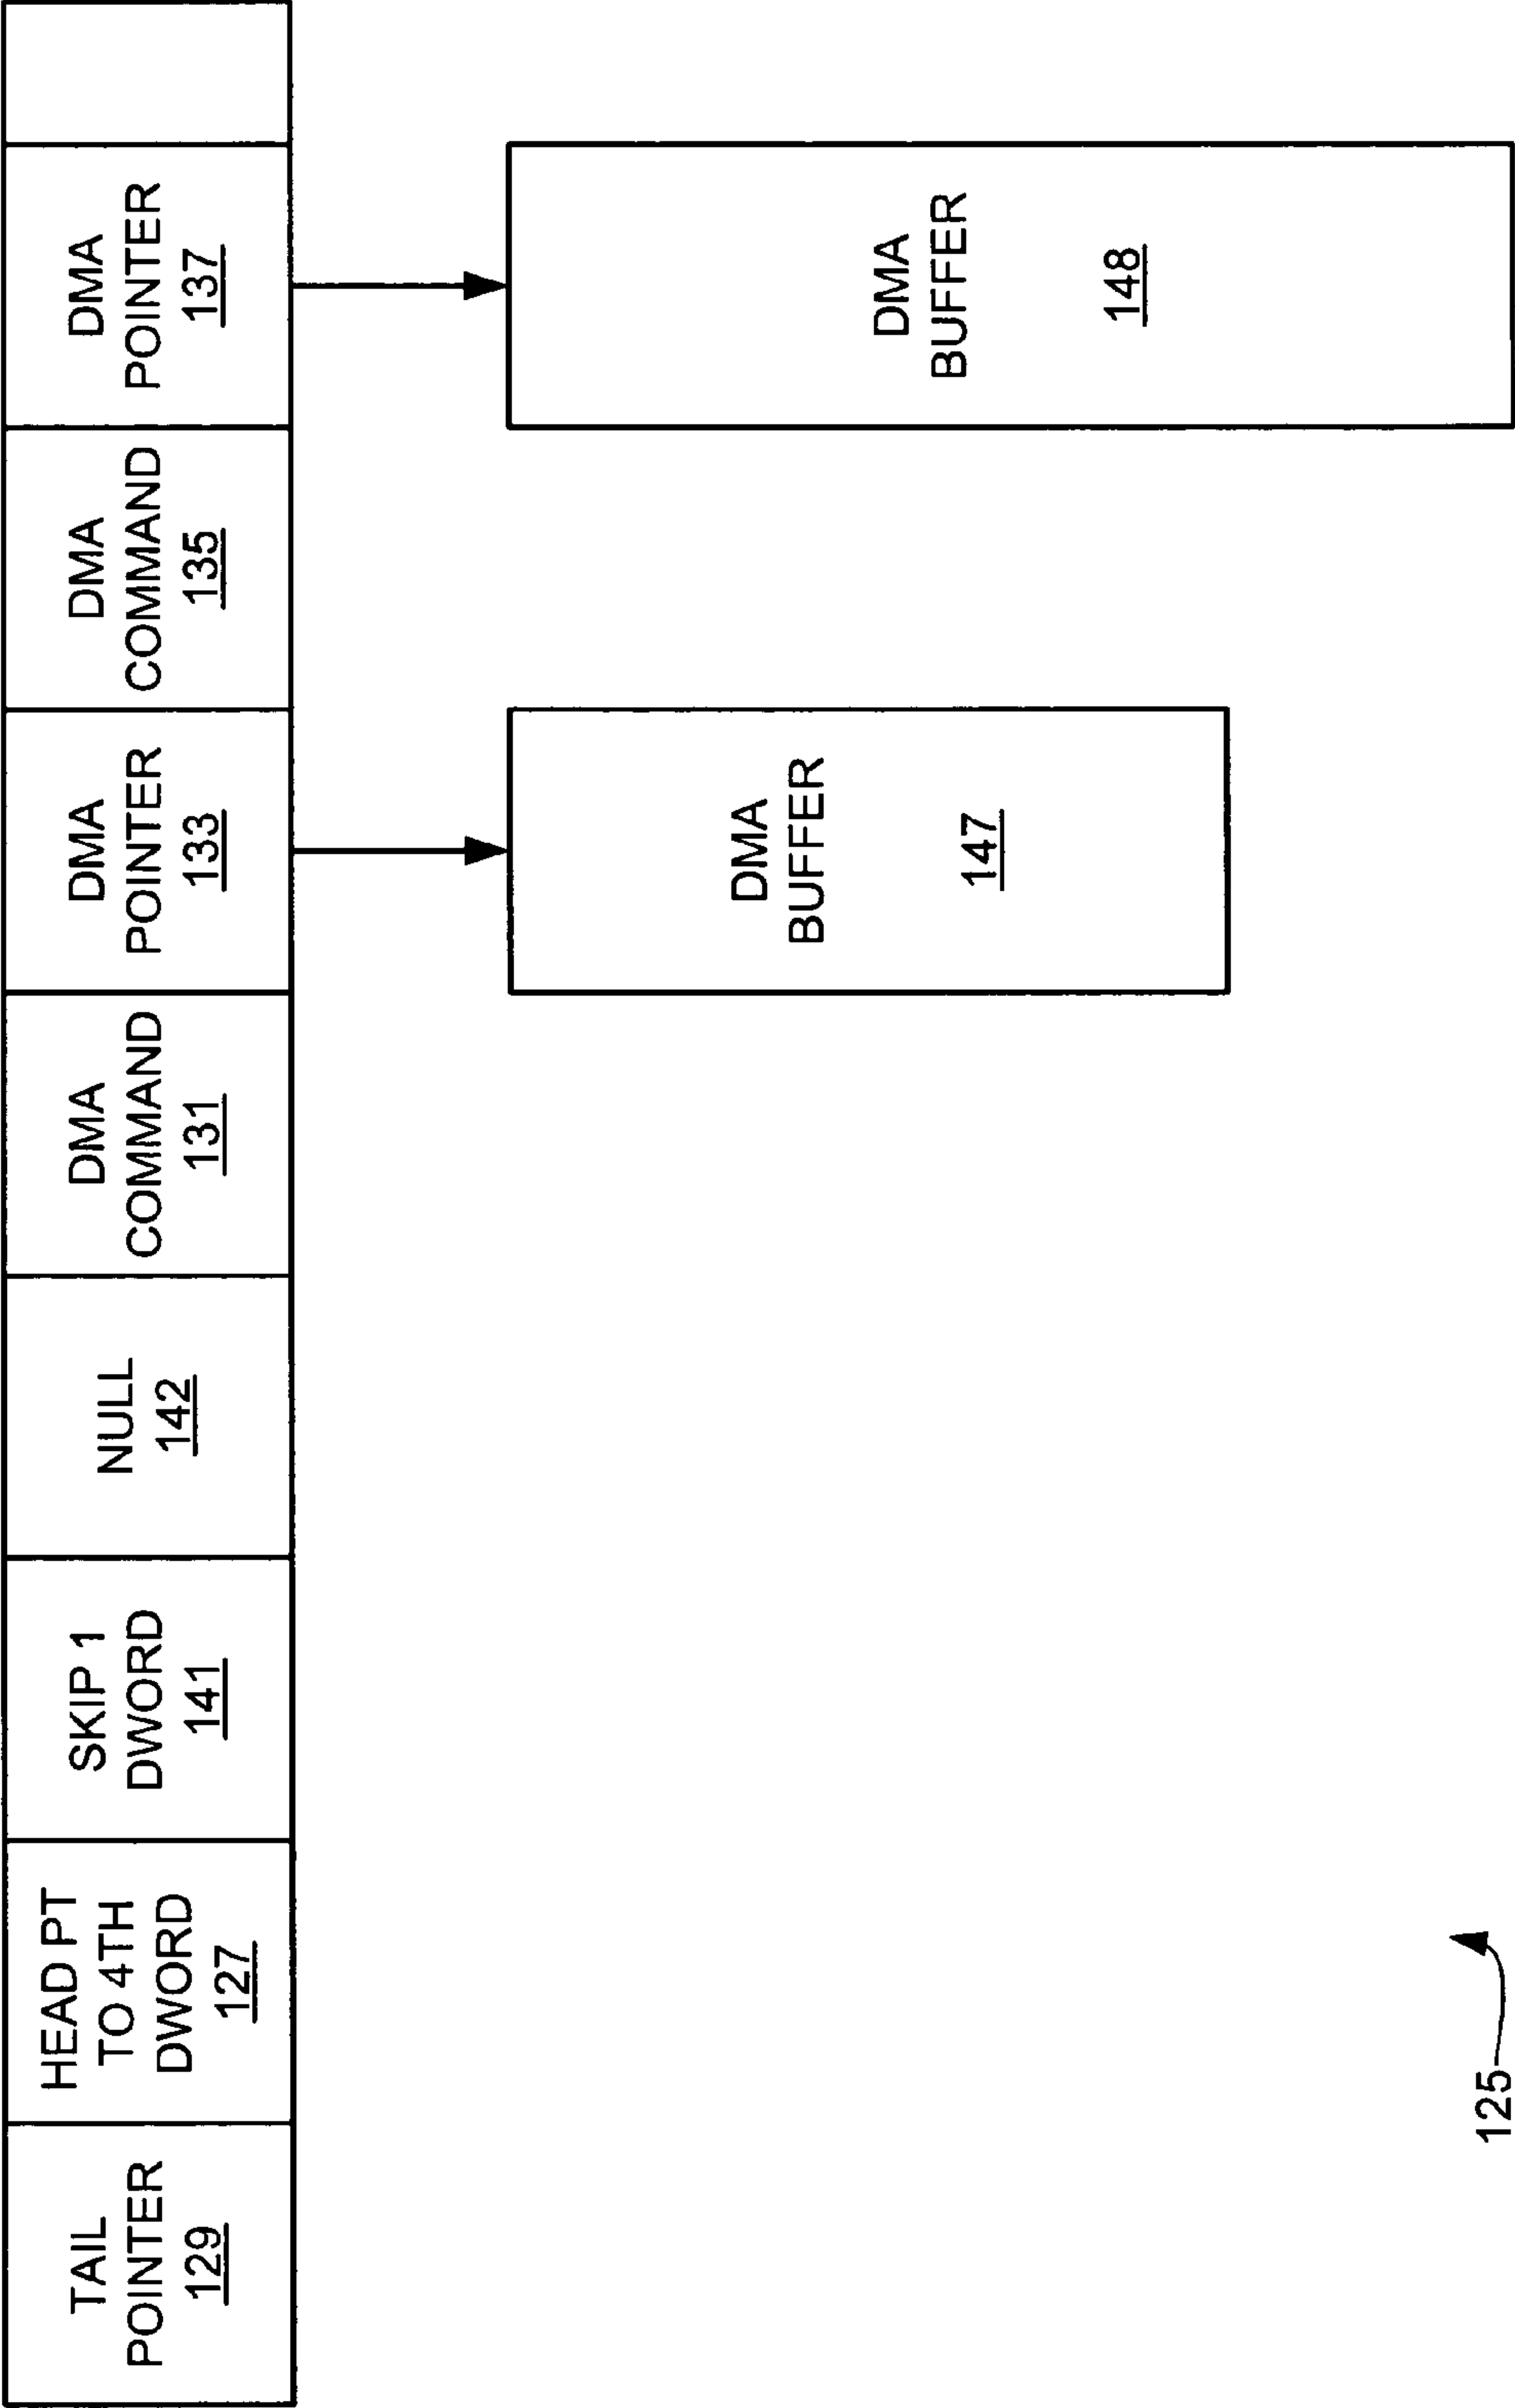 TAIL
POINTER
129
HEAD PT
TO 4TH
DWORD
127
SKIP 1
DWORD
141
NULL
142
DMA
COMMAND
131
DMA
POINTER
133
DMA
COMMAND
135
DMA
POINTER
137
DMA
BUFFER
147
DMA
BUFFER
148
125